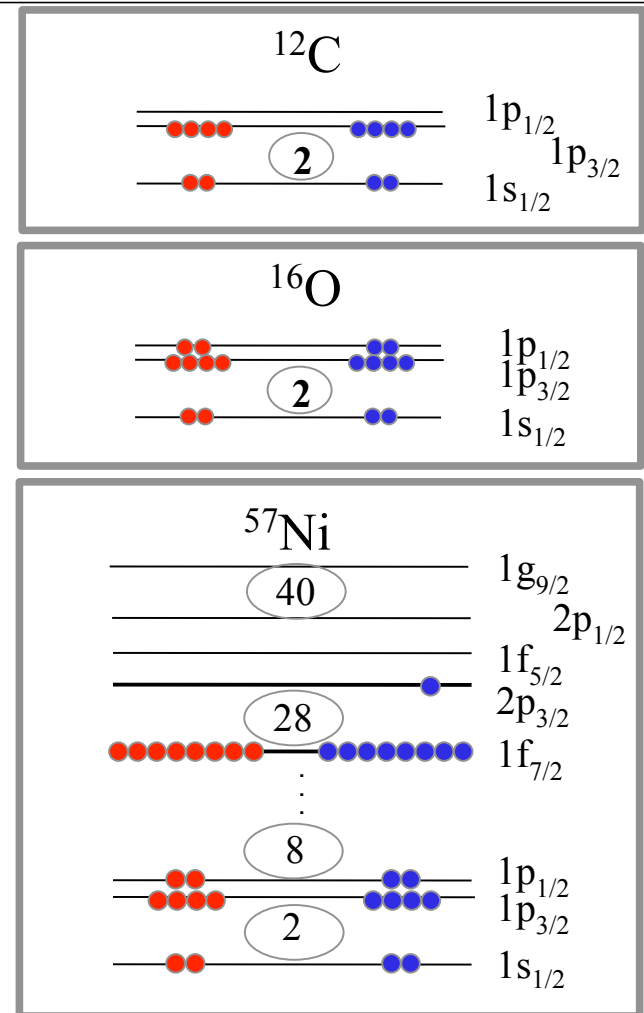 ¹²C
1p₁/₂
2
1p₃/₂
1s₁/₂
¹⁶O
1p₁/₂
1p₃/₂
2
1s₁/₂
⁵⁷Ni
1g₉/₂
40
2p₁/₂
1f₅/₂
2p₃/₂
28
1f₇/₂
8
1p₁/₂
1p₃/₂
2
1s₁/₂